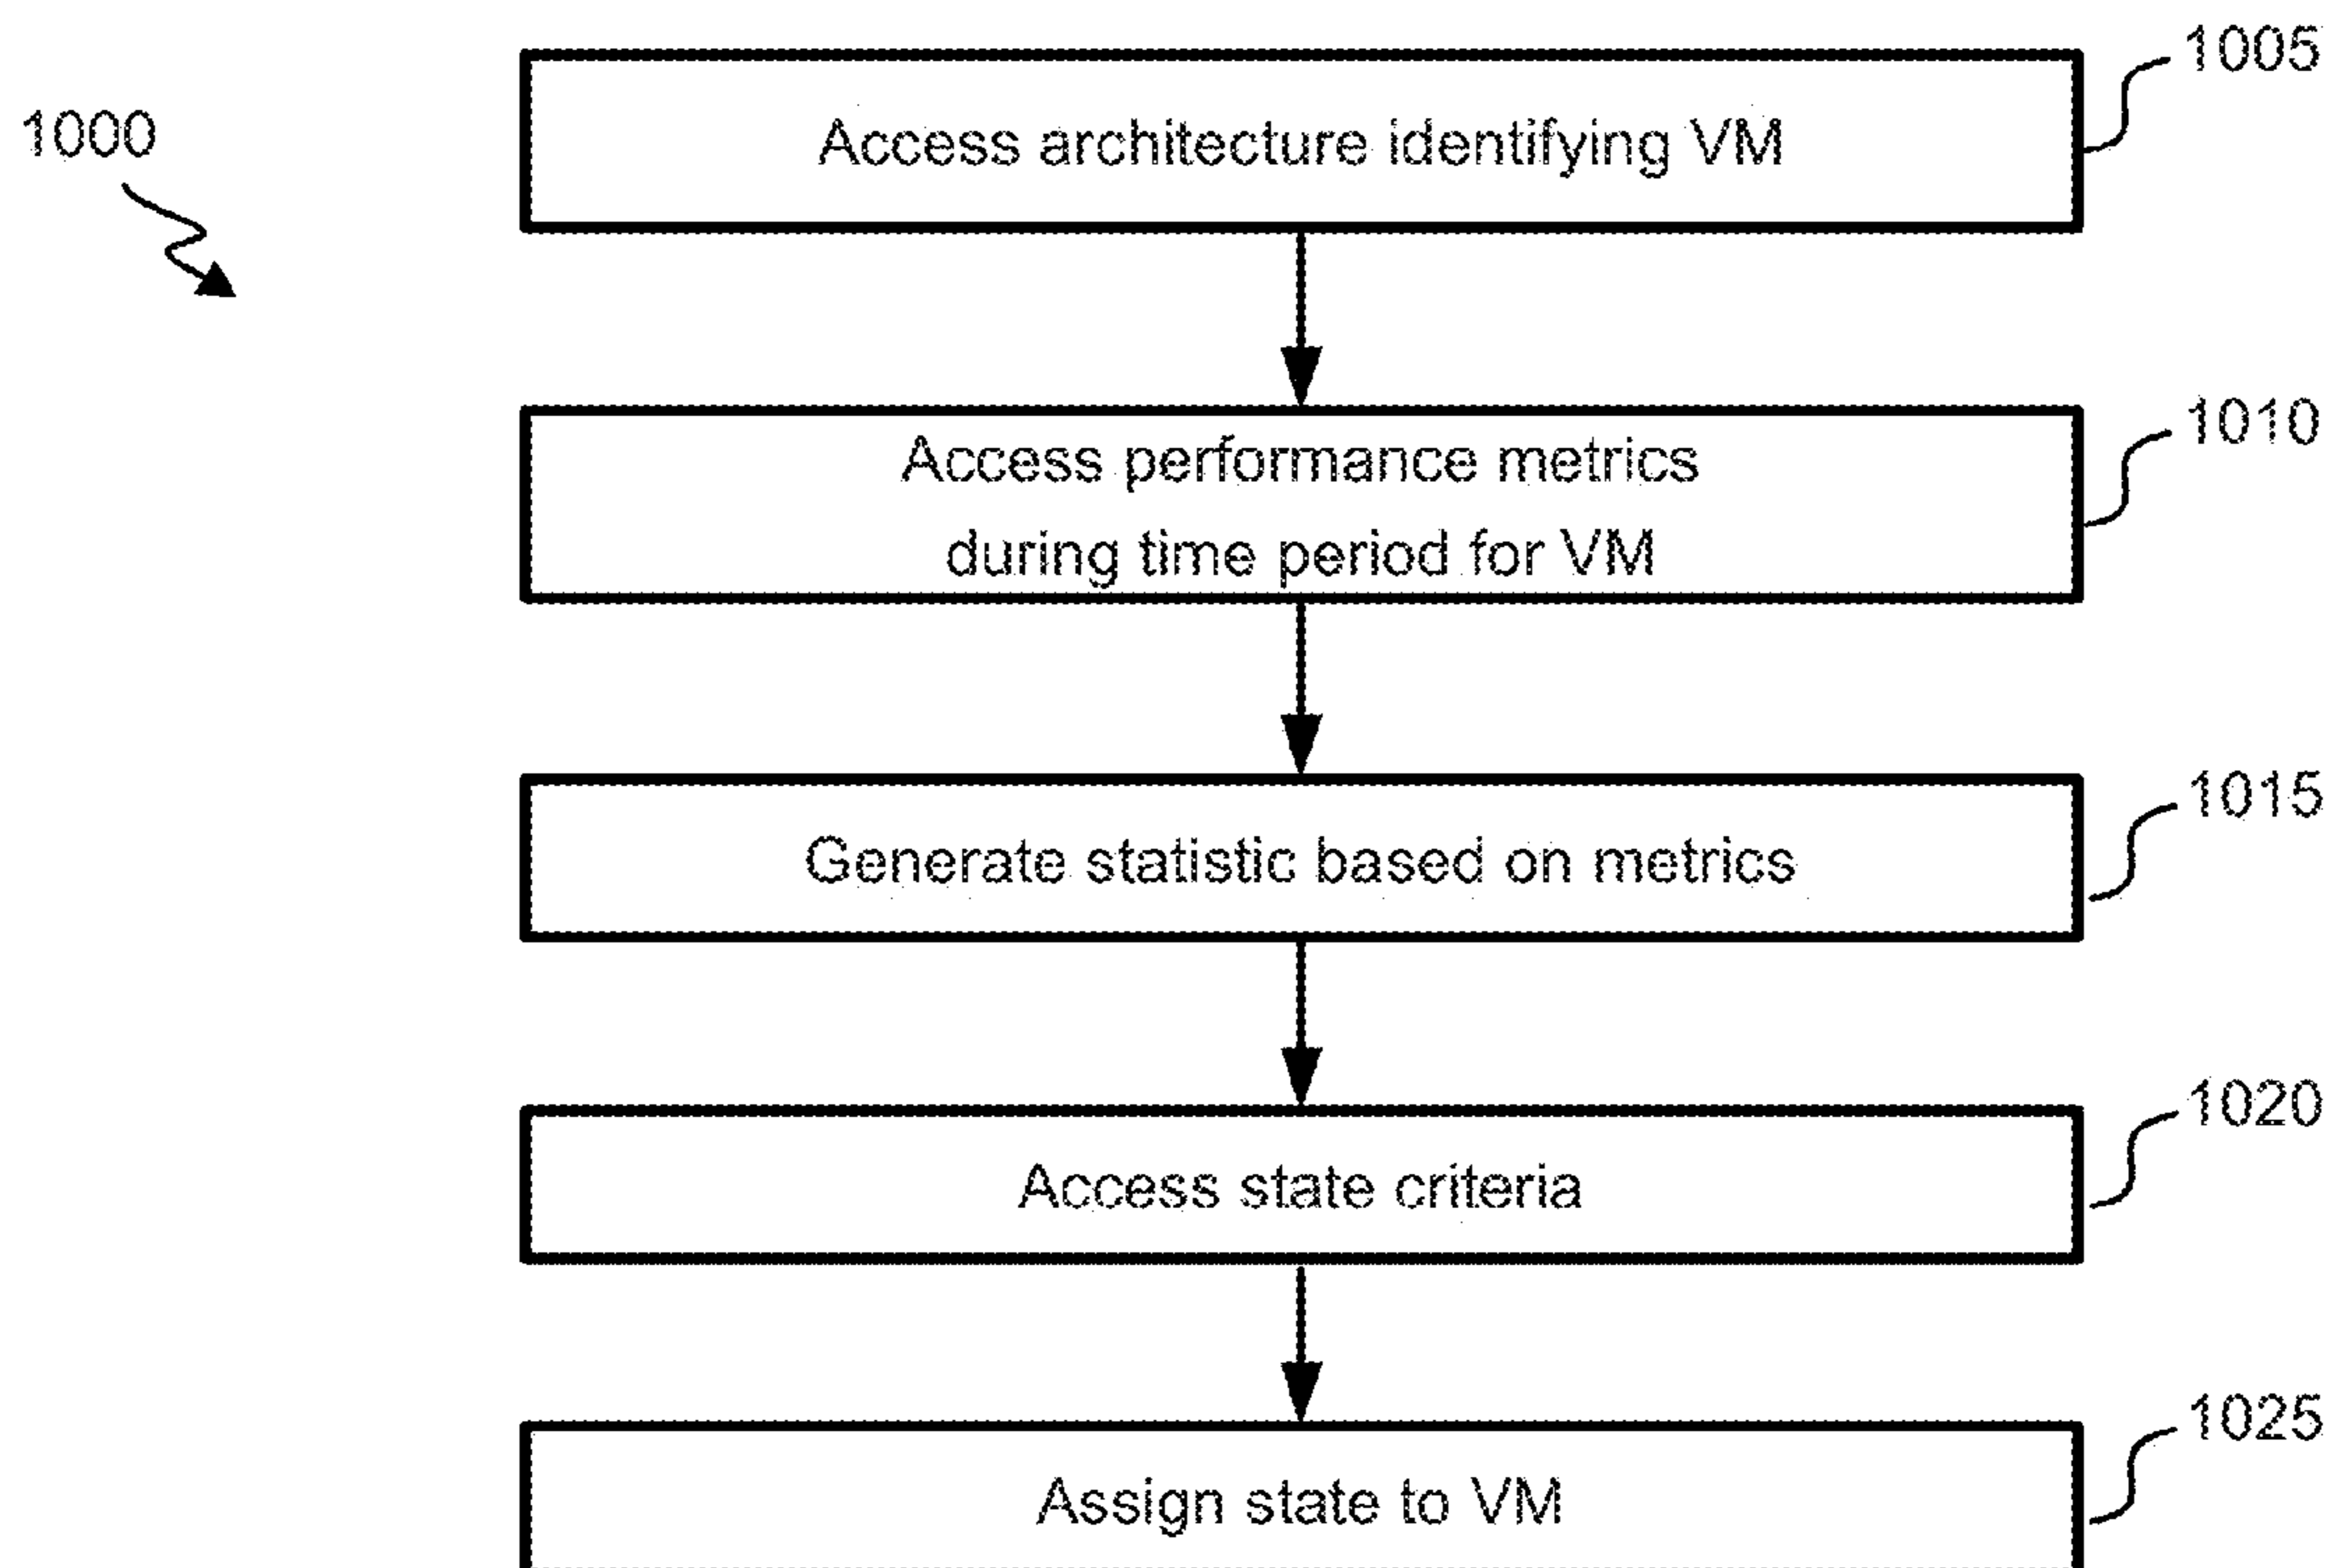 1005
1000
Access architecture identifying VM
1010
Access performance metrics
during time period for VM
1015
Generate statistic based on metrics
1020
Access state criteria
1025
Assign state to VM